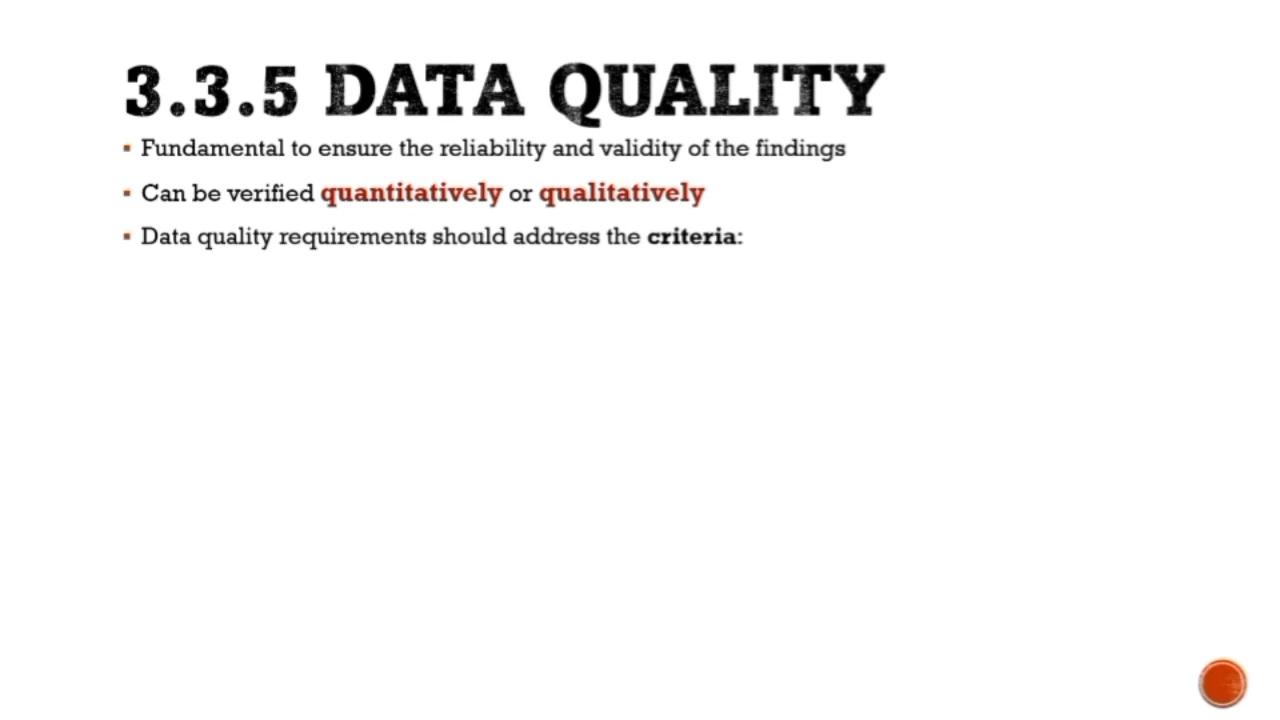 3.3.5 DATA QUALITY
▪ Fundamental to ensure the reliability and validity of the findings
▪ Can be verified quantitatively or qualitatively
▪ Data quality requirements should address the criteria: